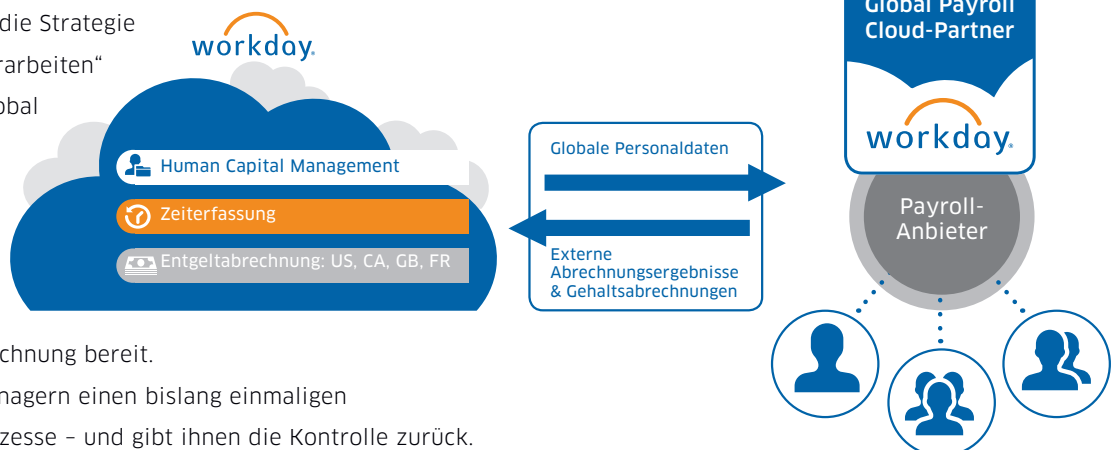 die Strategie
rarbeiten“
obal
workday.
Human Capital Management
Zeiterfassung
Entgeltabrechnung: US, CA, GB, FR
Globale Personaldaten
Externe
Abrechnungsergebnisse
& Gehaltsabrechnungen
Global Payroll
Cloud-Partner
workday.
Payroll-
Anbieter
chnung bereit.
nagern einen bislang einmaligen
zesse – und gibt ihnen die Kontrolle zurück.